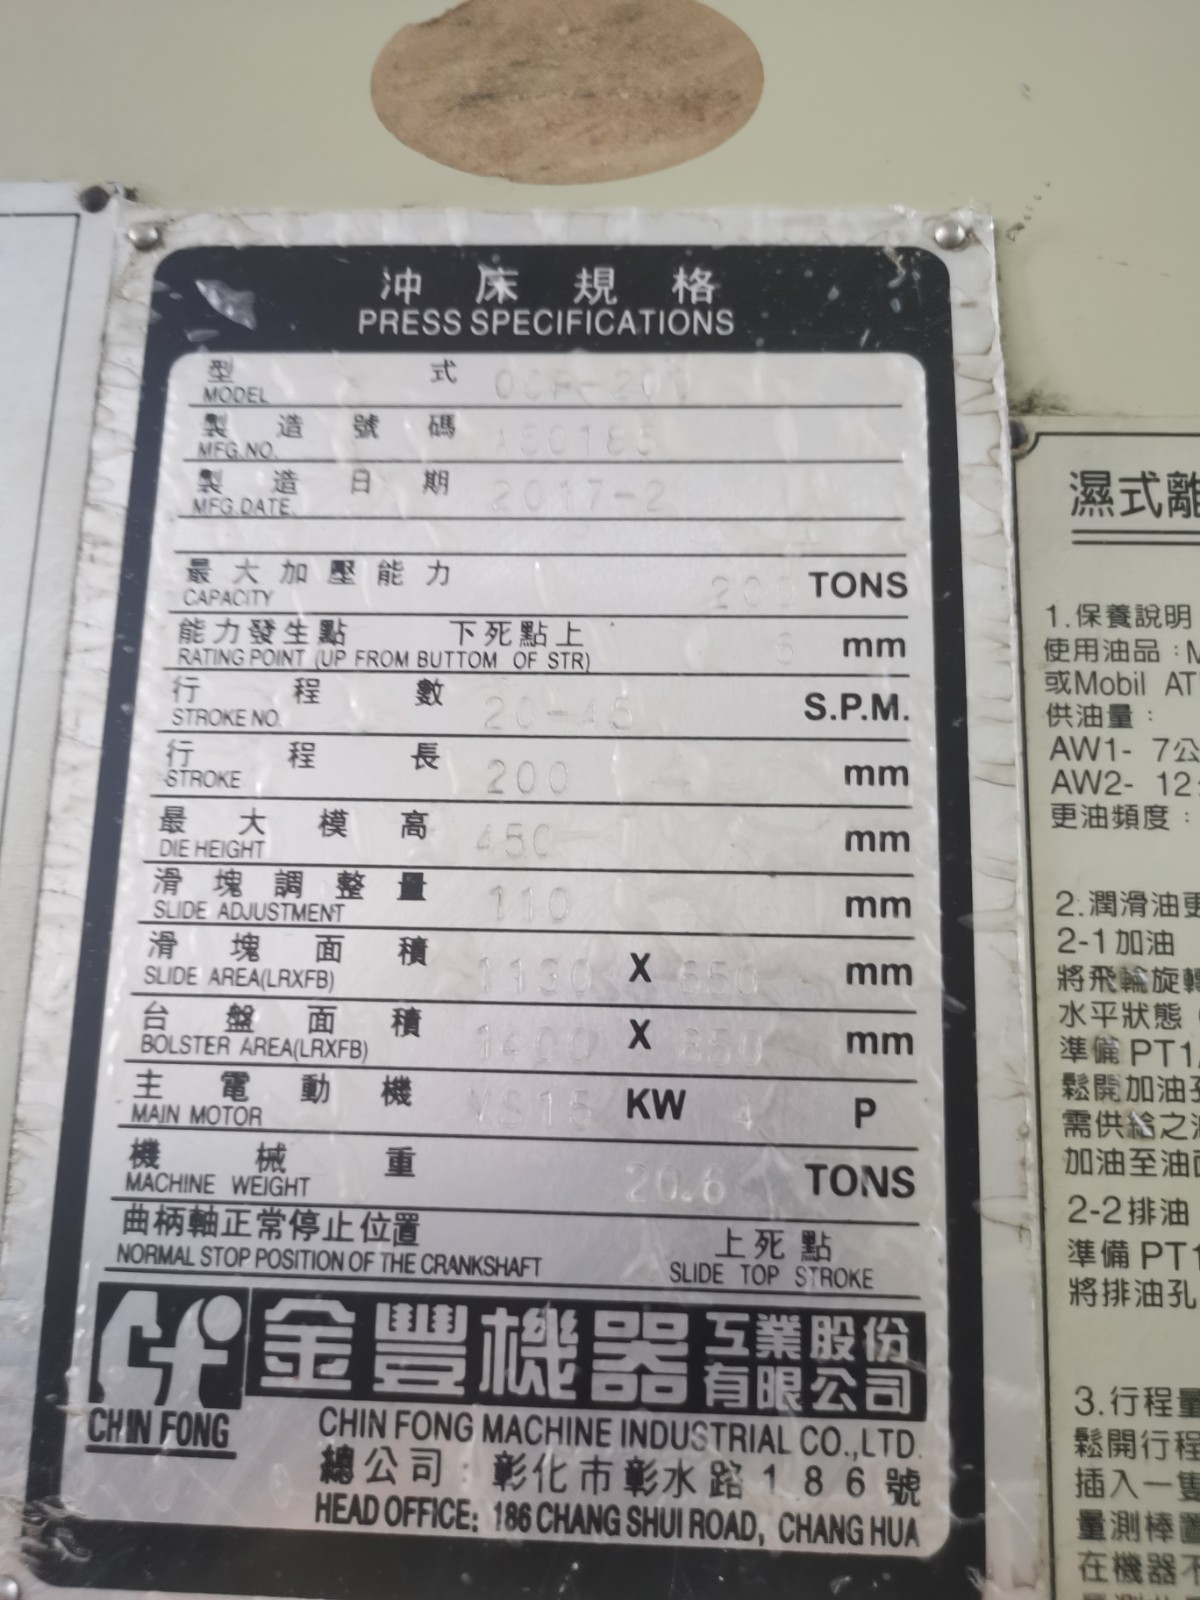 沖床規格
PRESS SPECIFICATIONS
型式 OCP-200
MODEL
製造號碼
MFG.NO.
製造日期 2017-2
MFG.DATE.
最大加壓能力 200 TONS
CAPACITY
能力發生點 下死點上 6 mm
RATING POINT (UP FROM BUTTOM OF STR)
行程數 20-45 S.P.M.
STROKE NO.
行程長 200 mm
STROKE
最大模高 450 mm
DIE HEIGHT
滑塊調整量 110 mm
SLIDE ADJUSTMENT
滑塊面積 1130 X 650 mm
SLIDE AREA(LRXFB)
台盤面積 1400 X mm
BOLSTER AREA(LRXFB)
主電動機 VS15 KW 4 P
MAIN MOTOR
機械重 20.6 TONS
MACHINE WEIGHT
曲柄軸正常停止位置 上死點
NORMAL STOP POSITION OF THE CRANKSHAFT SLIDE TOP STROKE
金豐機器工業股份有限公司
CHIN FONG
CHIN FONG MACHINE INDUSTRIAL CO.,LTD.
總公司：彰化市彰水路186號
HEAD OFFICE: 186 CHANG SHUI ROAD, CHANG HUA
濕式離
1.保養說明
使用油品：M
或Mobil AT
供油量：
AW1- 7公
AW2- 12
更油頻度：
2.潤滑油更
2-1加油
將飛輪旋轉
水平狀態
準備PT1
鬆開加油孔
需供給之
加油至油面
2-2排油
準備PT1
將排油孔
3.行程量
鬆開行程
插入一隻
量測棒置
在機器不